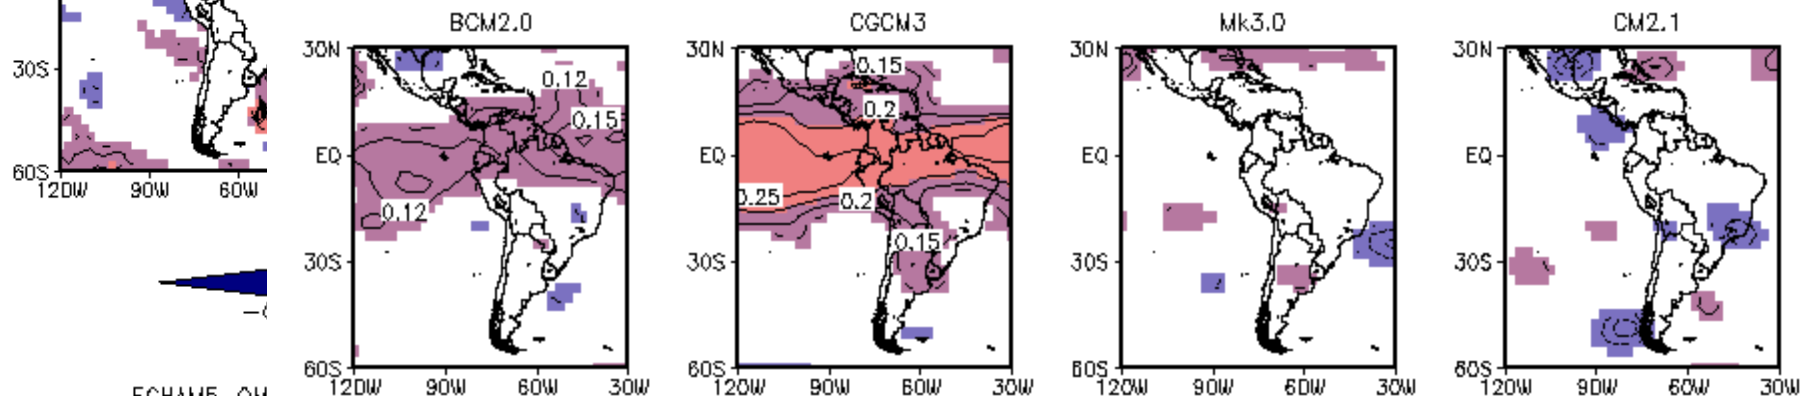 BCM2.0 CGCM3 Mk3.0 CM2.1
30N 30N 30N 30N
0.12 0.15
30S 0.15 0.2
EQ EQ EQ EQ
60S 0.12 0.25 0.2
120W 90W 60W 0.15
30S 30S 30S 30S
60S 60S 60S 60S
120W 90W 60W 30W 120W 90W 60W 30W 120W 90W 60W 30W 120W 90W 60W 30W